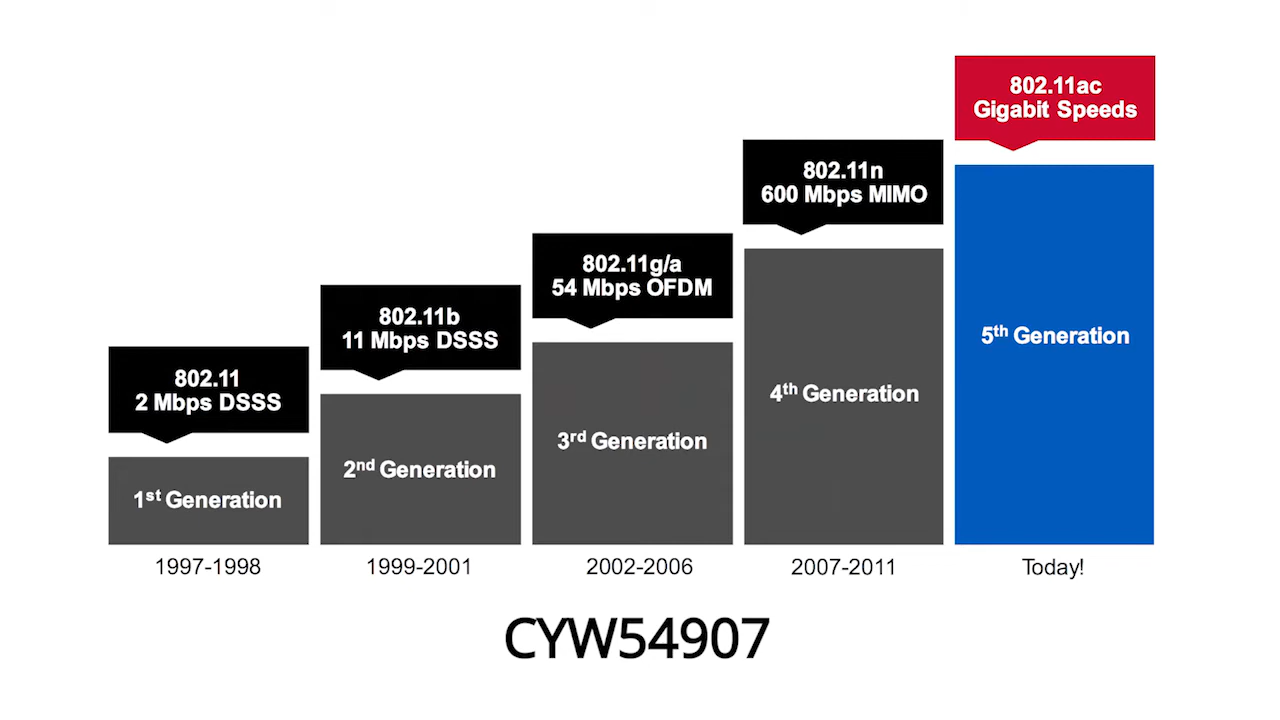 802.11ac
Gigabit Speeds
802.11n
600 Mbps MIMO
802.11g/a
54 Mbps OFDM
802.11b
11 Mbps DSSS
802.11
2 Mbps DSSS
1st Generation
2nd Generation
3rd Generation
4th Generation
5th Generation
1997-1998
1999-2001
2002-2006
2007-2011
Today!
CYW54907